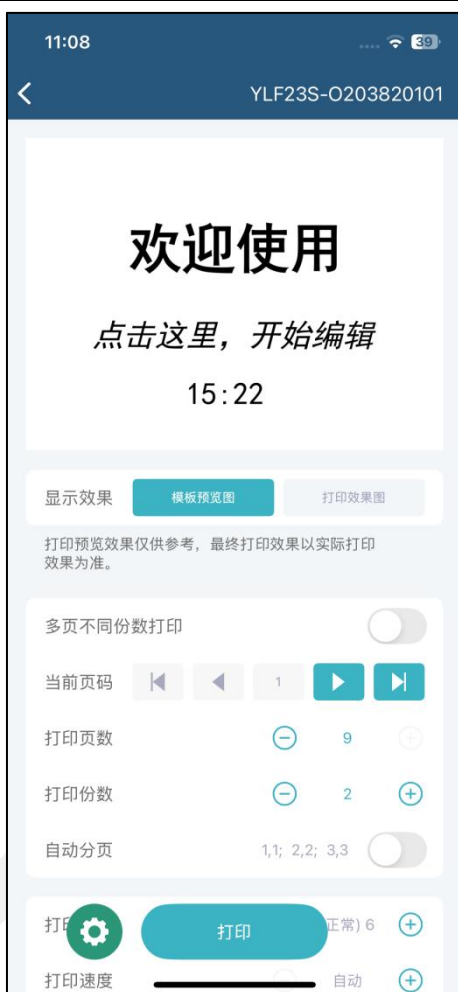 11:08
39
YLF23S-O203820101
欢迎使用
点击这里，开始编辑
15:22
显示效果 模板预览图 打印效果图
打印预览效果仅供参考，最终打印效果以实际打印
效果为准。
多页不同份数打印
当前页码 1
打印页数 9
打印份数 2
自动分页 1,1; 2,2; 3,3
打 打印 正常) 6
打印速度 自动